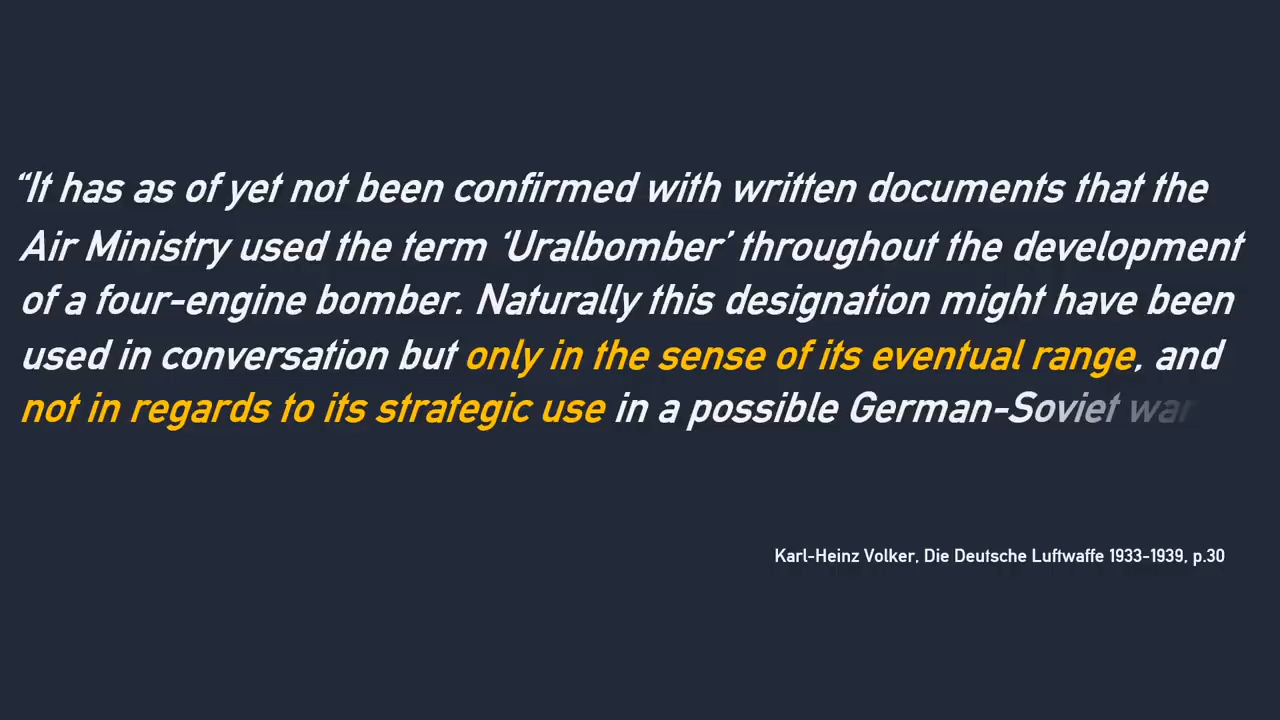 “It has as of yet not been confirmed with written documents that the
Air Ministry used the term ‘Uralbomber’ throughout the development
of a four-engine bomber. Naturally this designation might have been
used in conversation but only in the sense of its eventual range, and
not in regards to its strategic use in a possible German-Soviet war
Karl-Heinz Volker, Die Deutsche Luftwaffe 1933-1939, p.30